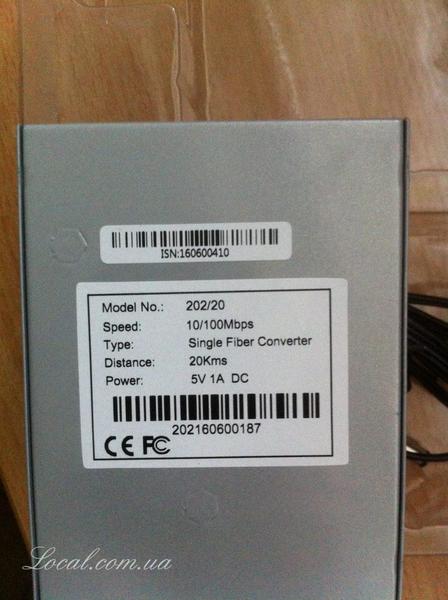 ISN:160600410
Model No.: 202/20
Speed: 10/100Mbps
Type: Single Fiber Converter
Distance: 20Kms
Power: 5V 1A DC
202160600187
CE FC
Local.com.ua